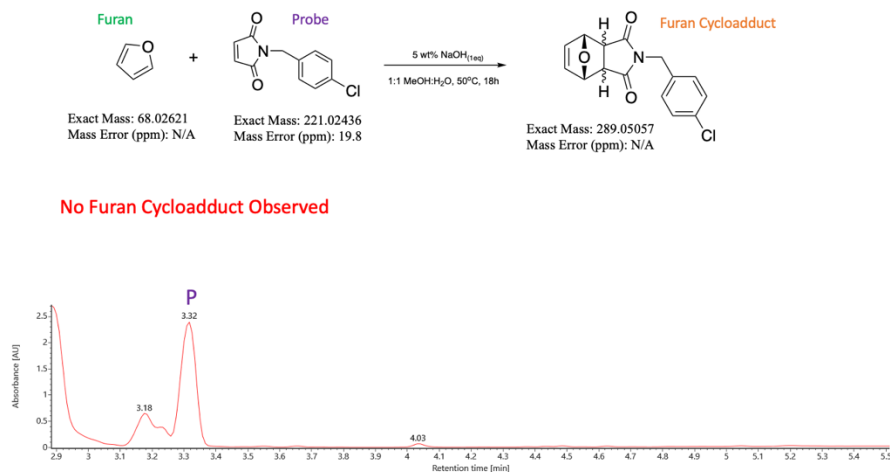 Furan
Probe
Furan Cycloadduct
O
+
O
N
O
Cl
5 wt% NaOH(1eq)
1:1 MeOH:H2O, 50°C, 18h
H
O
O
N
H
O
Cl
Exact Mass: 68.02621
Mass Error (ppm): N/A
Exact Mass: 221.02436
Mass Error (ppm): 19.8
Exact Mass: 289.05057
Mass Error (ppm): N/A
No Furan Cycloadduct Observed
P
3.32
3.18
4.03
Absorbance [AU]
2.5
2
1.5
1
0.5
0
2.9 3 3.1 3.2 3.3 3.4 3.5 3.6 3.7 3.8 3.9 4 4.1 4.2 4.3 4.4 4.5 4.6 4.7 4.8 4.9 5 5.1 5.2 5.3 5.4 5.5
Retention time [min]